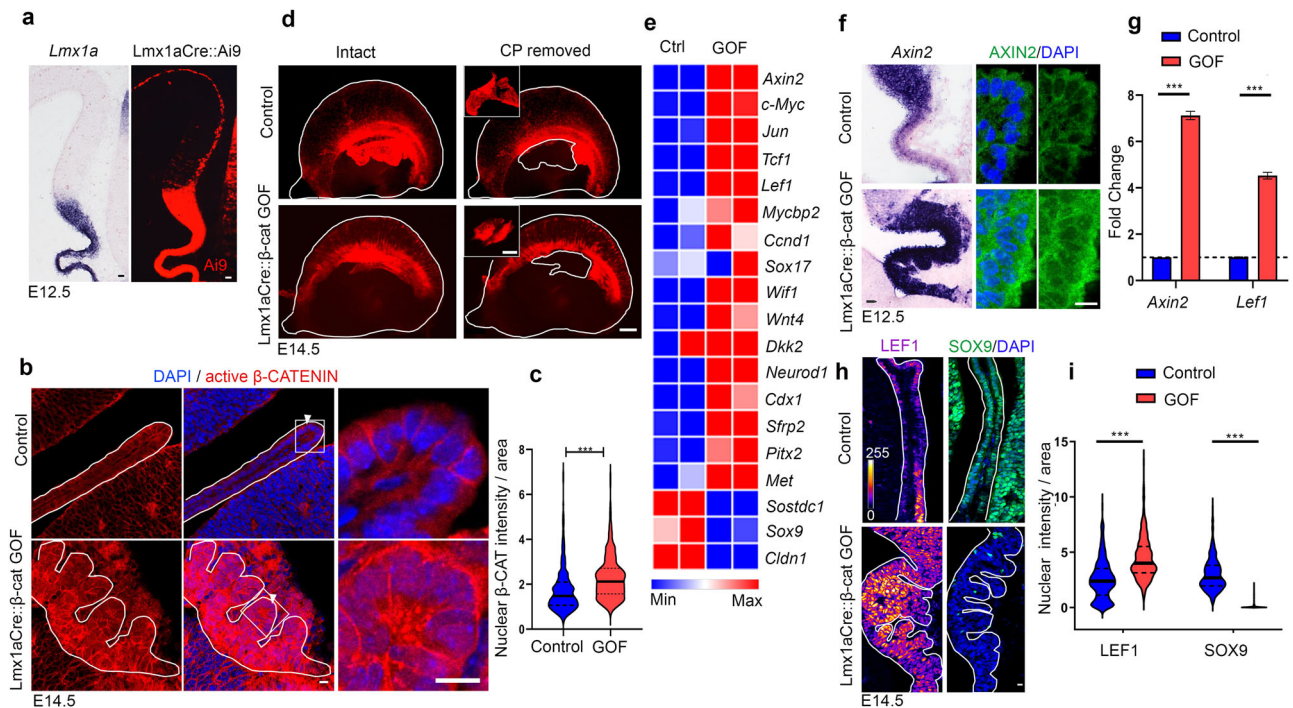 a
Lmx1a
Lmx1aCre::Ai9
Ai9
E12.5
d
Intact
CP removed
Control
Lmx1aCre::β-cat GOF
E14.5
e
Ctrl
GOF
Axin2
c-Myc
Jun
Tcf1
Lef1
Mycbp2
Ccnd1
Sox17
Wif1
Wnt4
Dkk2
Neurod1
Cdx1
Sfrp2
Pitx2
Met
Sostdc1
Sox9
Cldn1
Min
Max
f
Axin2
AXIN2/DAPI
Control
Lmx1aCre::β-cat GOF
E12.5
g
Control
GOF
***
***
Fold Change
8
6
4
2
0
Axin2
Lef1
b
DAPI / active β-CATENIN
Control
Lmx1aCre::β-cat GOF
E14.5
c
***
Nuclear β-CAT intensity / area
8
6
4
2
0
Control
GOF
h
LEF1
SOX9/DAPI
Control
255
0
Lmx1aCre::β-cat GOF
E14.5
i
Control
GOF
***
***
Nuclear intensity / area
15
10
5
0
LEF1
SOX9